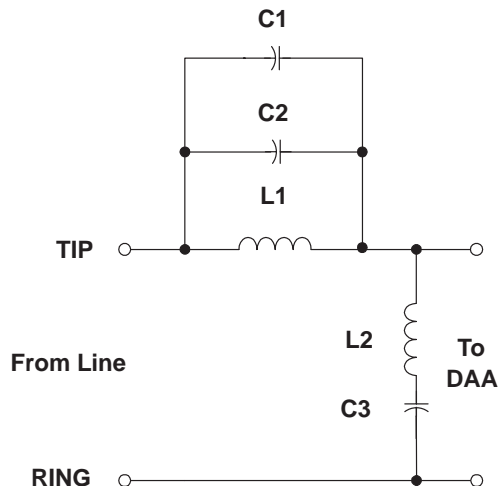 C1
C2
L1
TIP
L2
To
DAA
From Line
C3
RING